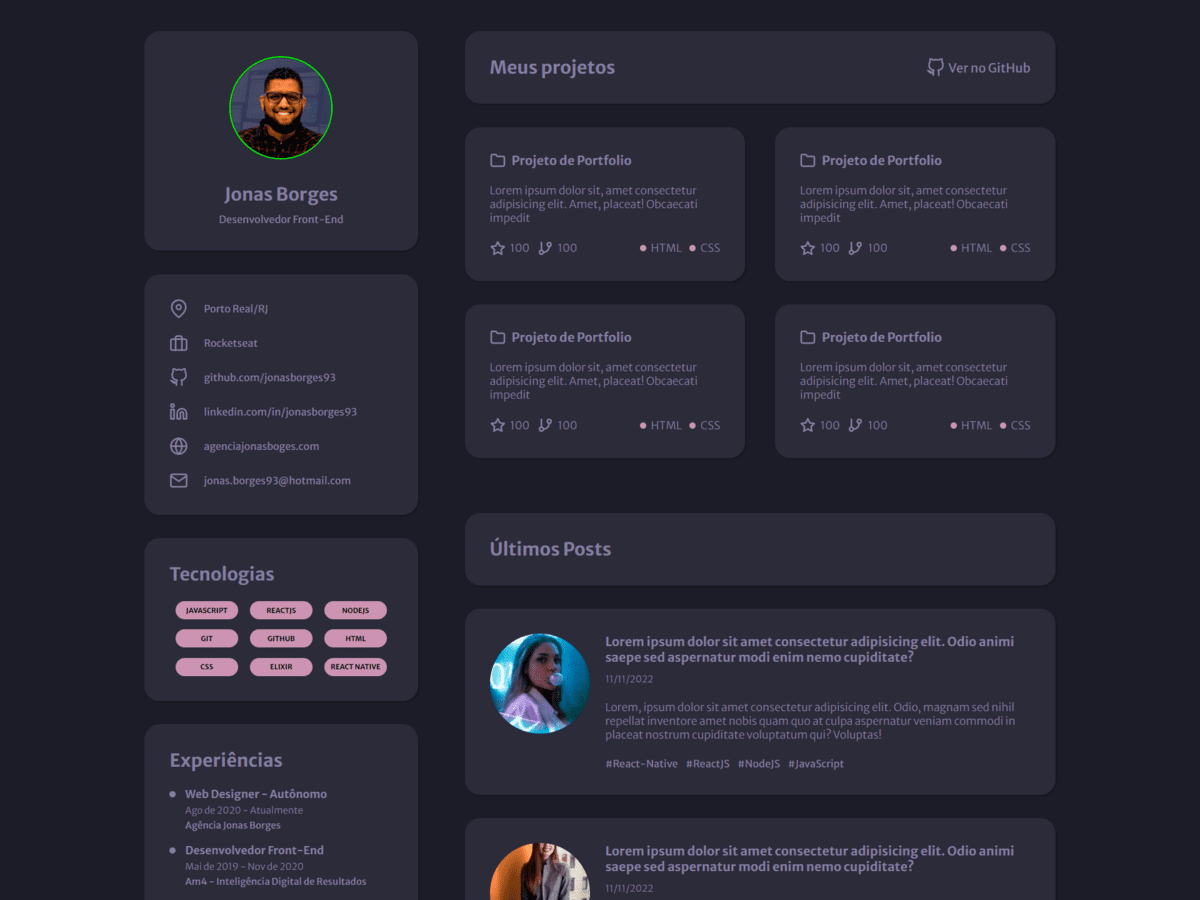 Jonas Borges
Desenvolvedor Front-End
Porto Real/RJ
Rocketseat
github.com/jonasborges93
linkedin.com/in/jonasborges93
agenciajonasboges.com
jonas.borges93@hotmail.com
Tecnologias
JAVASCRIPT REACTJS NODEJS
GIT GITHUB HTML
CSS ELIXIR REACT NATIVE
Experiências
Web Designer - Autônomo
Ago de 2020 - Atualmente
Agência Jonas Borges
Desenvolvedor Front-End
Mai de 2019 - Nov de 2020
Am4 - Inteligência Digital de Resultados
Meus projetos
Ver no GitHub
Projeto de Portfolio
Lorem ipsum dolor sit, amet consectetur
adipisicing elit. Amet, placeat! Obcaecati
impedit
100 100 HTML CSS
Projeto de Portfolio
Lorem ipsum dolor sit, amet consectetur
adipisicing elit. Amet, placeat! Obcaecati
impedit
100 100 HTML CSS
Projeto de Portfolio
Lorem ipsum dolor sit, amet consectetur
adipisicing elit. Amet, placeat! Obcaecati
impedit
100 100 HTML CSS
Projeto de Portfolio
Lorem ipsum dolor sit, amet consectetur
adipisicing elit. Amet, placeat! Obcaecati
impedit
100 100 HTML CSS
Últimos Posts
Lorem ipsum dolor sit amet consectetur adipisicing elit. Odio animi
saepe sed aspernatur modi enim nemo cupiditate?
11/11/2022
Lorem, ipsum dolor sit amet consectetur adipisicing elit. Odio, magnam sed nihil
repellat inventore amet nobis quam quo at culpa aspernatur veniam commodi in
placeat nostrum cupiditate voluptatum qui? Voluptas!
#React-Native #ReactJS #NodeJS #JavaScript
Lorem ipsum dolor sit amet consectetur adipisicing elit. Odio animi
saepe sed aspernatur modi enim nemo cupiditate?
11/11/2022